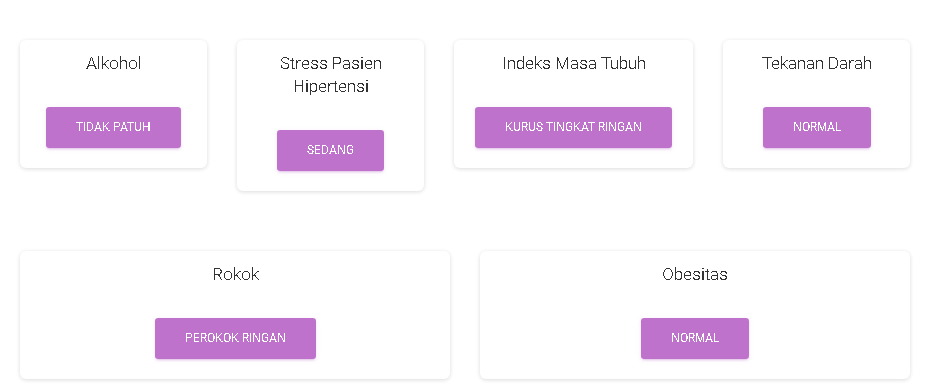 Alkohol
TIDAK PATUH
Stress Pasien
Hipertensi
SEDANG
Indeks Masa Tubuh
KURUS TINGKAT RINGAN
Tekanan Darah
NORMAL
Rokok
PEROKOK RINGAN
Obesitas
NORMAL